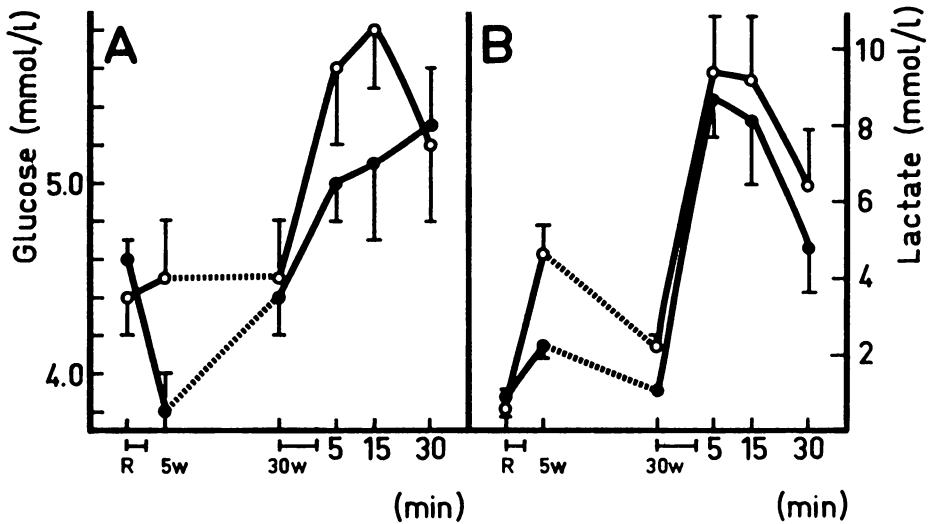 A
B
Glucose (mmol/l)
5.0
4.0
Lactate (mmol/l)
10
8
6
4
2
R 5w 30w 5 15 30
(min)
R 5w 30w 5 15 30
(min)